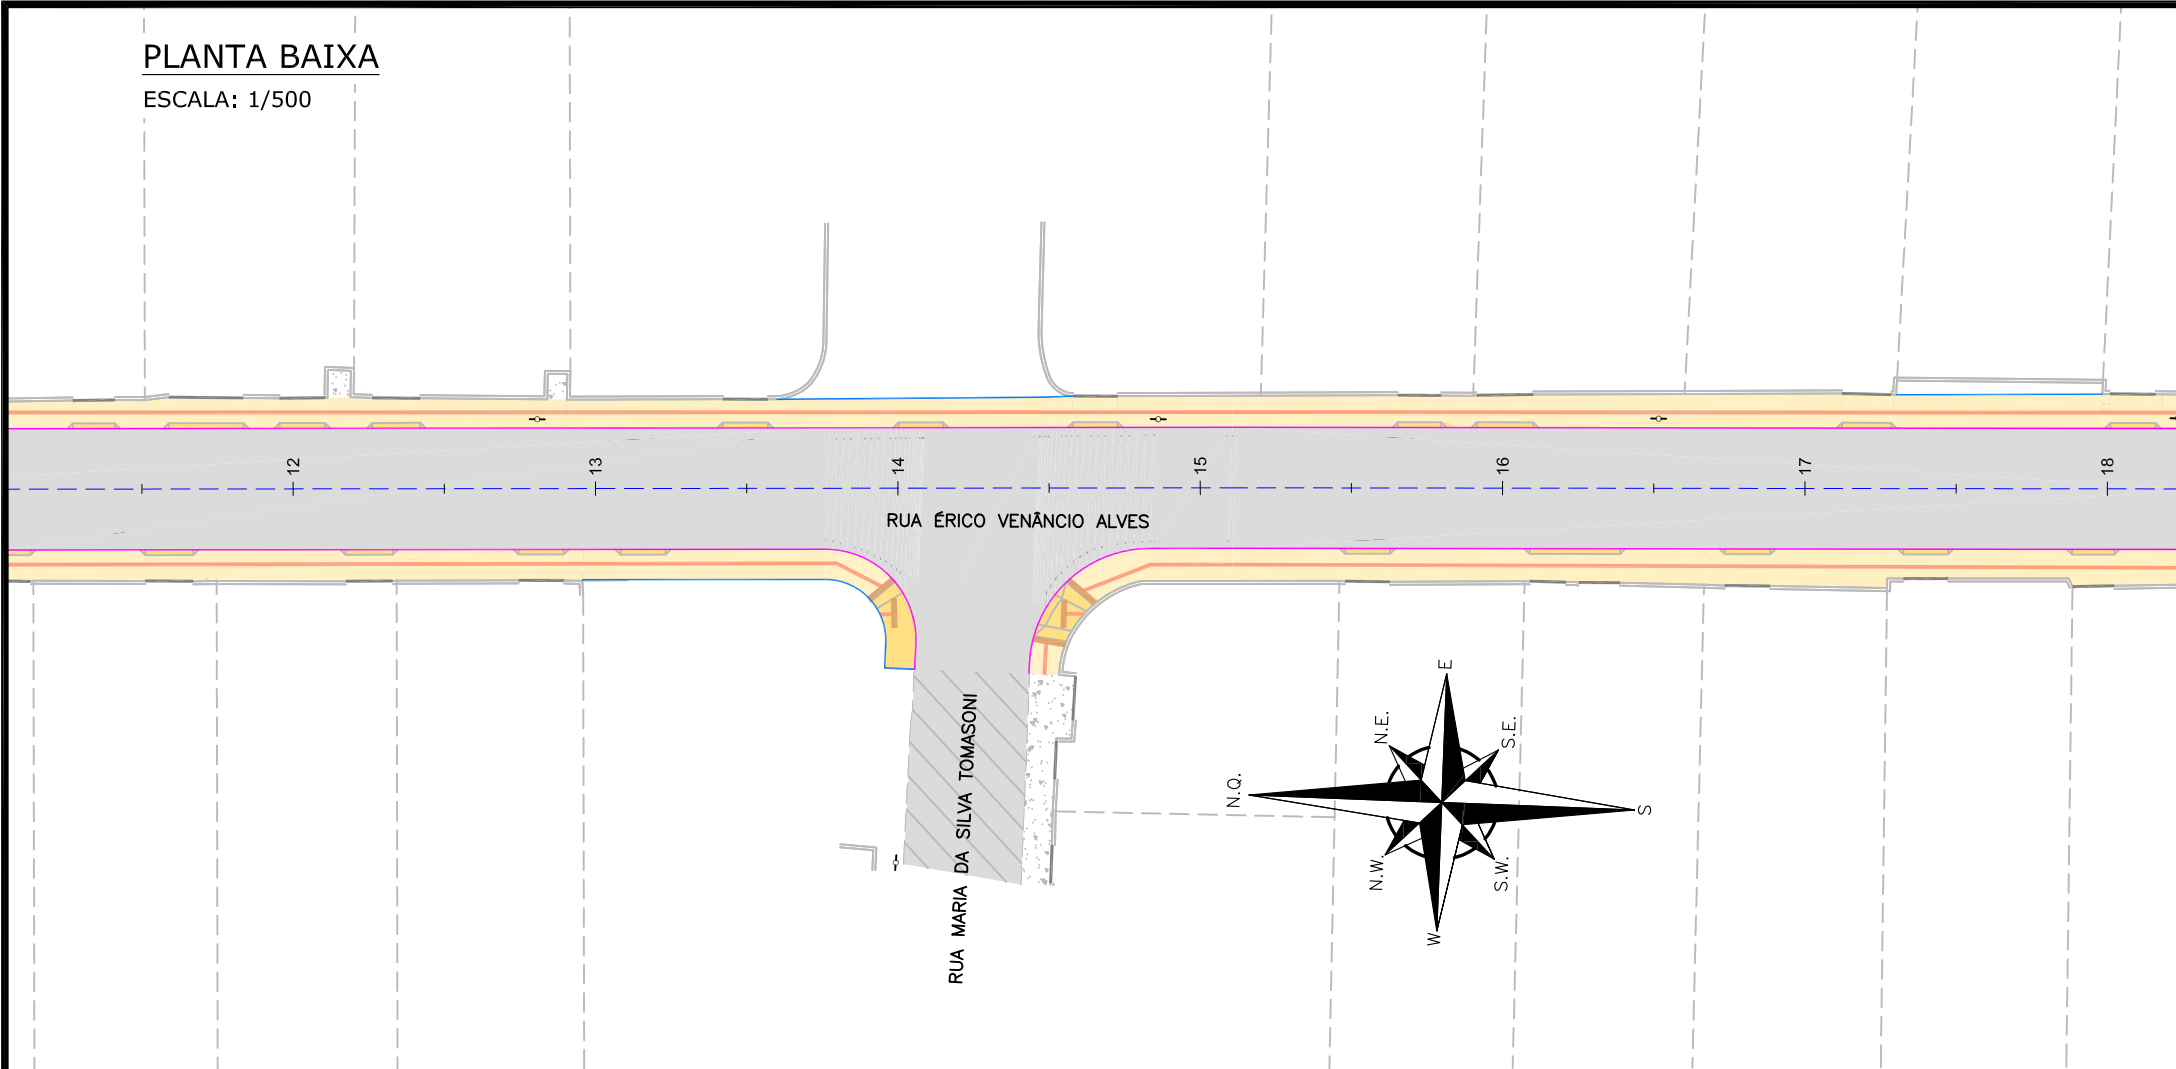 PLANTA BAIXA
ESCALA: 1/500
12
13
14
15
16
17
18
RUA ÉRICO VENÂNCIO ALVES
RUA MARIA DA SILVA TOMASONI
E
N.E.
S.E.
N.Q.
S
N.W.
S.W.
W